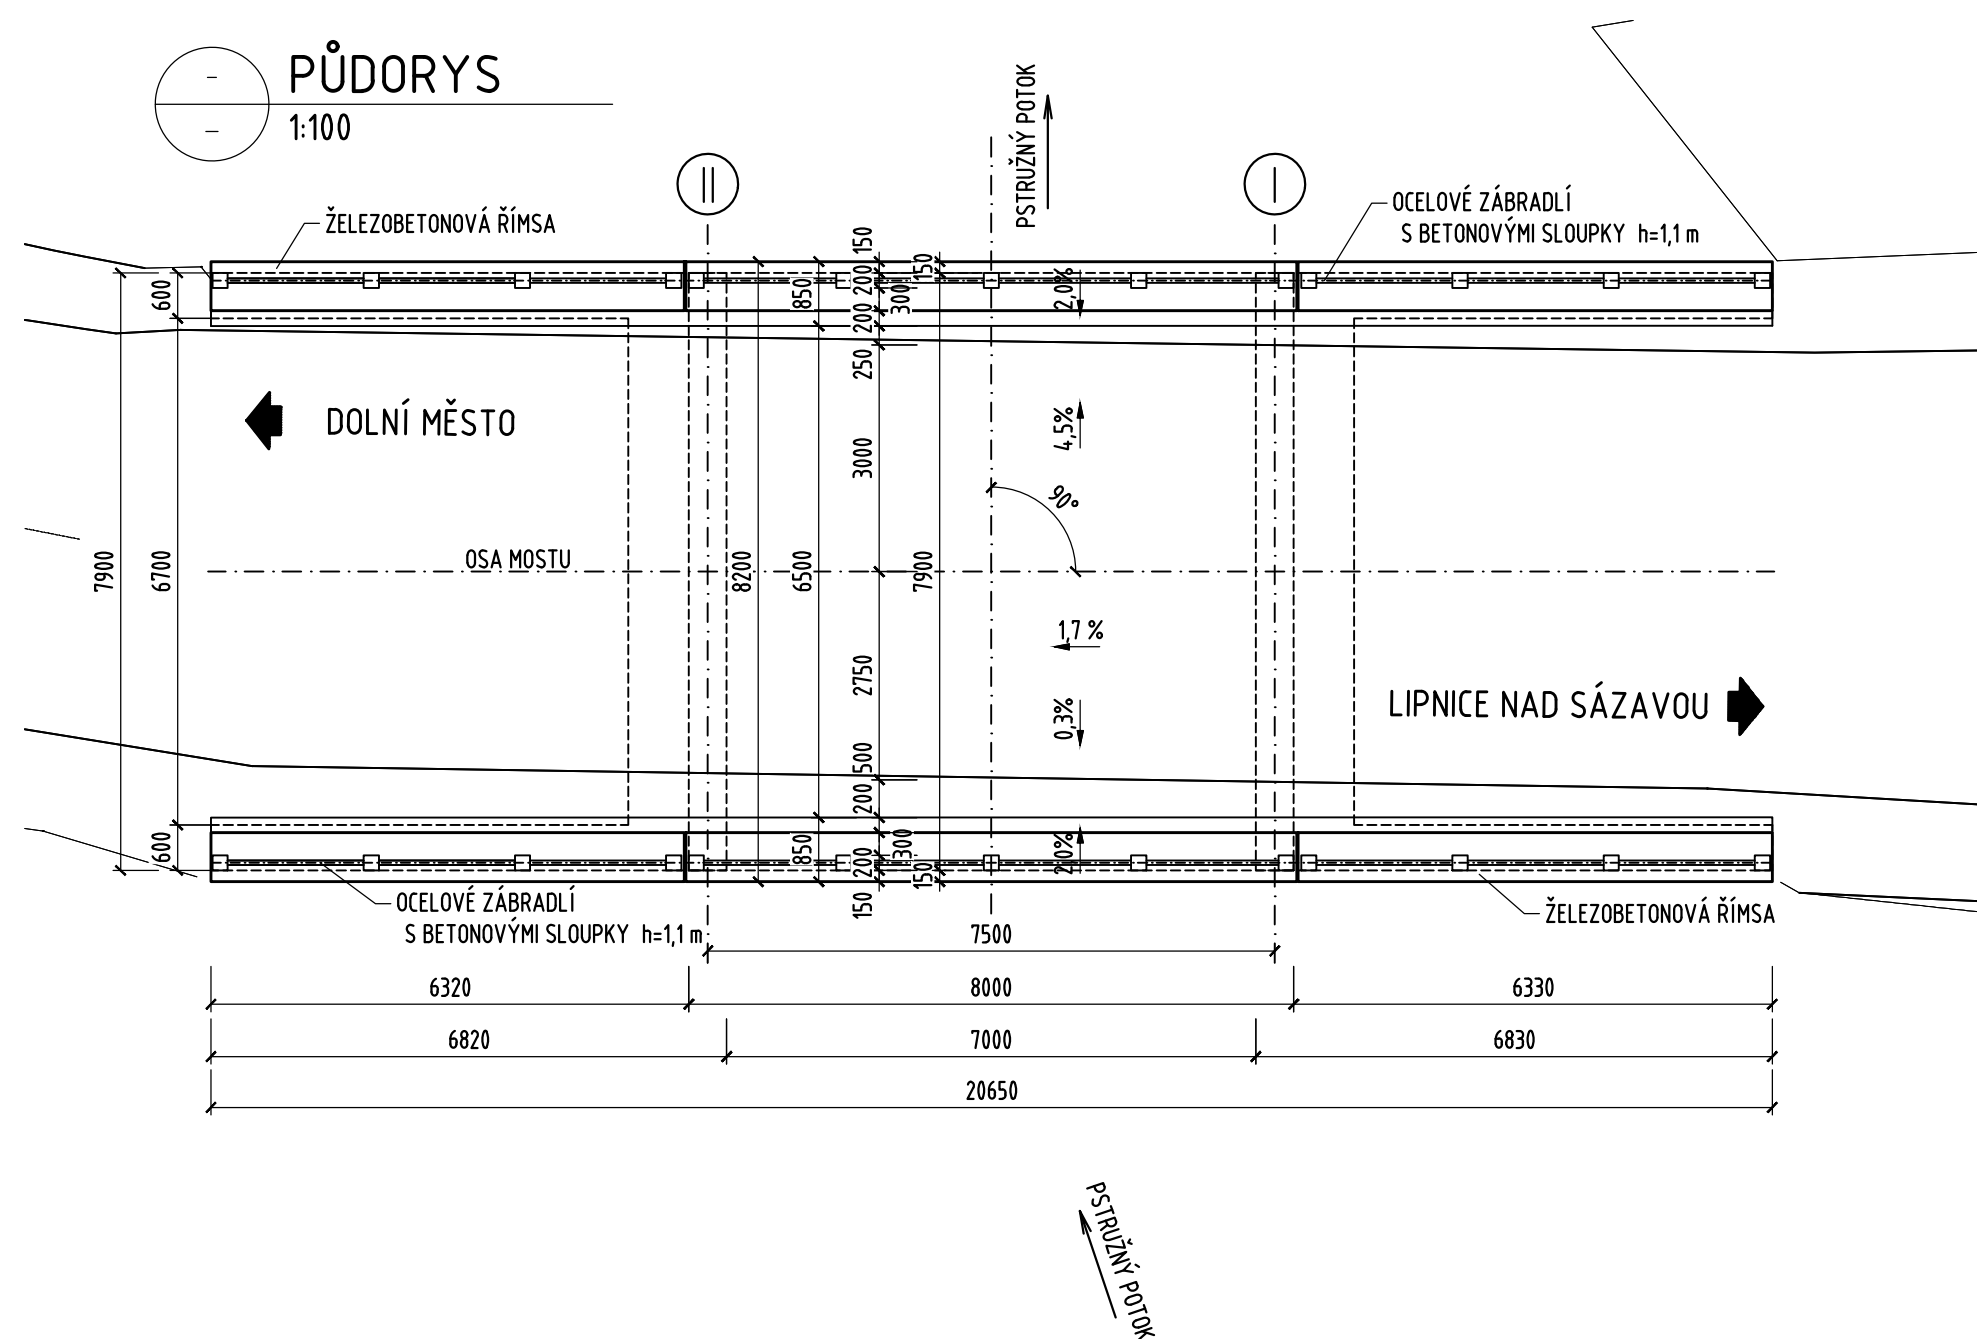 PŮDORYS
1:100
PSTRUŽNÝ POTOK
II
I
ŽELEZOBETONOVÁ ŘÍMSA
OCELOVÉ ZÁBRADLÍ
S BETONOVÝMI SLOUPKY h=1,1 m
150
150
600
850
200
300
2,0%
200
250
DOLNÍ MĚSTO
3000
4,5%
90°
OSA MOSTU
7900
6700
8200
6500
7900
1,7 %
2750
0,3%
LIPNICE NAD SÁZAVOU
500
200
600
850
300
2,0%
200
150
150
OCELOVÉ ZÁBRADLÍ
S BETONOVÝMI SLOUPKY h=1,1 m
ŽELEZOBETONOVÁ ŘÍMSA
7500
6320
8000
6330
6820
7000
6830
20650
PSTRUŽNÝ POTOK